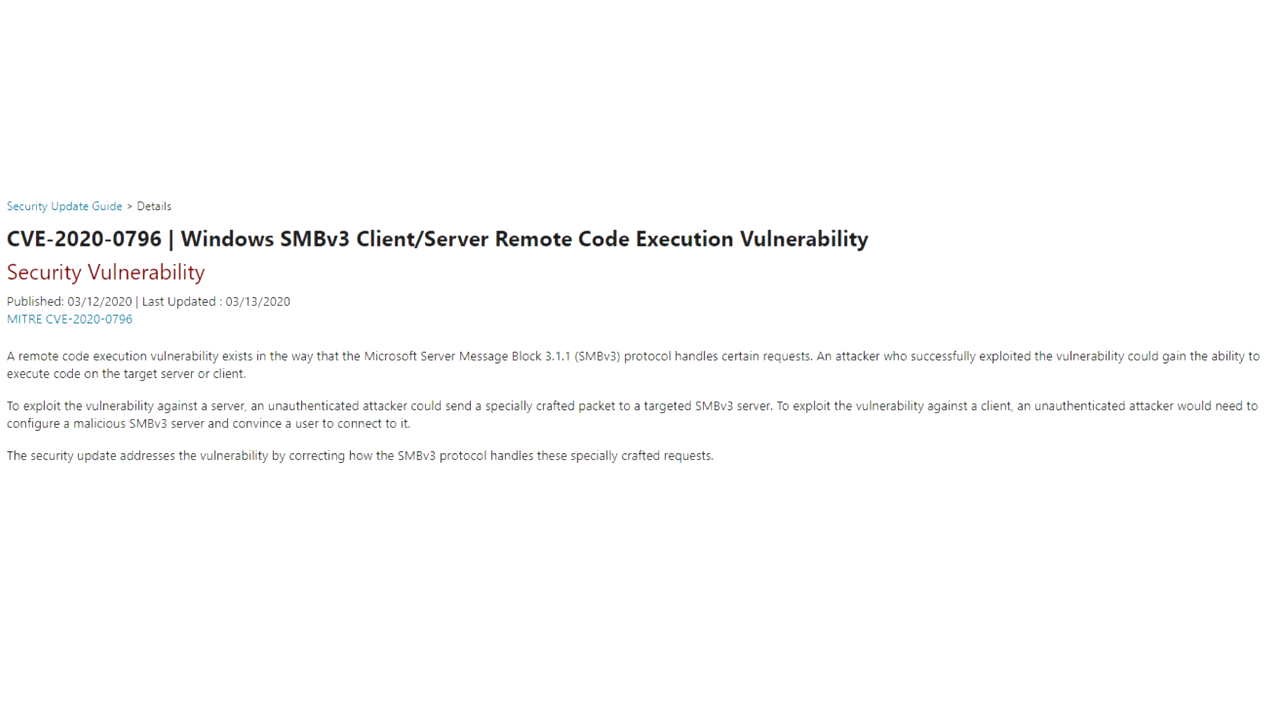 Security Update Guide > Details
CVE-2020-0796 | Windows SMBv3 Client/Server Remote Code Execution Vulnerability
Security Vulnerability
Published: 03/12/2020 | Last Updated : 03/13/2020
MITRE CVE-2020-0796
A remote code execution vulnerability exists in the way that the Microsoft Server Message Block 3.1.1 (SMBv3) protocol handles certain requests. An attacker who successfully exploited the vulnerability could gain the ability to
execute code on the target server or client.
To exploit the vulnerability against a server, an unauthenticated attacker could send a specially crafted packet to a targeted SMBv3 server. To exploit the vulnerability against a client, an unauthenticated attacker would need to
configure a malicious SMBv3 server and convince a user to connect to it.
The security update addresses the vulnerability by correcting how the SMBv3 protocol handles these specially crafted requests.